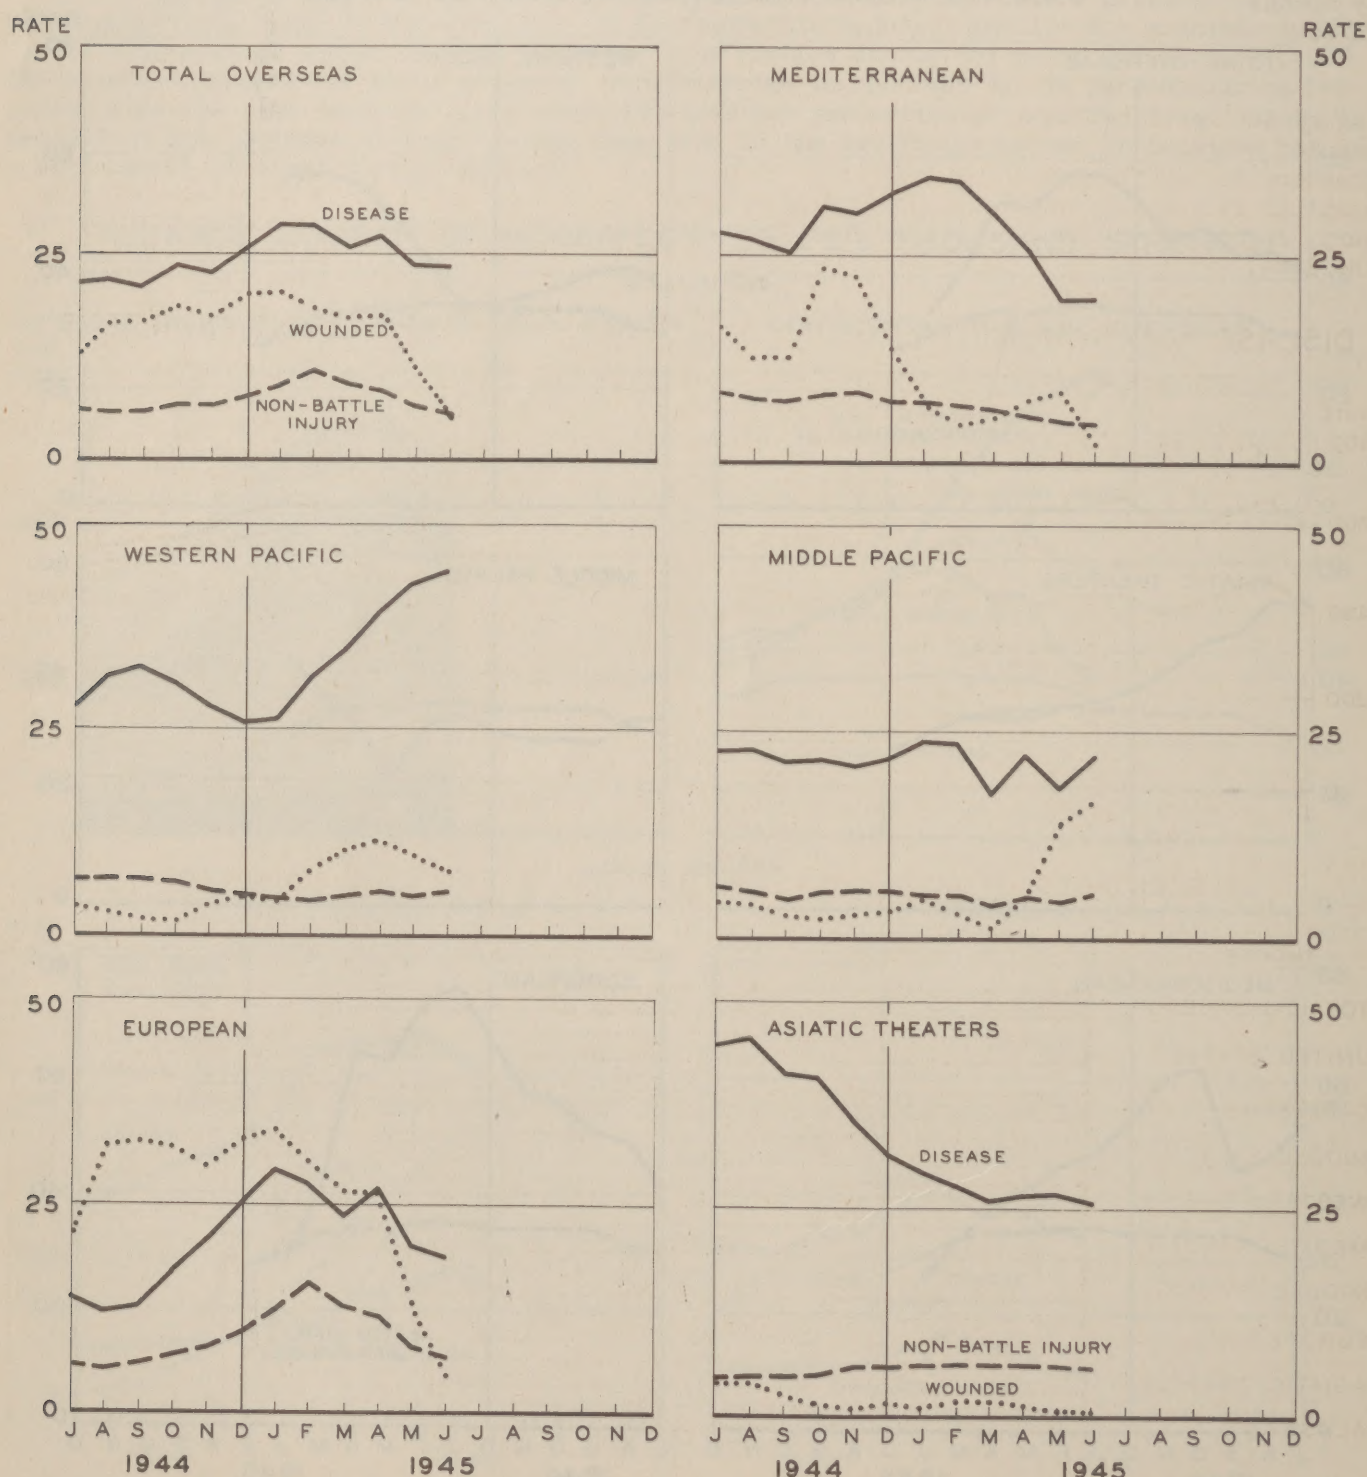 RATE
RATE
50
TOTAL OVERSEAS
DISEASE
25
WOUNDED
NON-BATTLE
INJURY
0
MEDITERRANEAN
50
25
0
50
WESTERN PACIFIC
25
0
MIDDLE PACIFIC
50
25
0
50
EUROPEAN
25
0
J A S O N D J F M A M J J A S O N D
1944 1945
ASIATIC THEATERS
50
DISEASE
25
NON-BATTLE INJURY
WOUNDED
0
J A S O N D J F M A M J J A S O N D
1944 1945